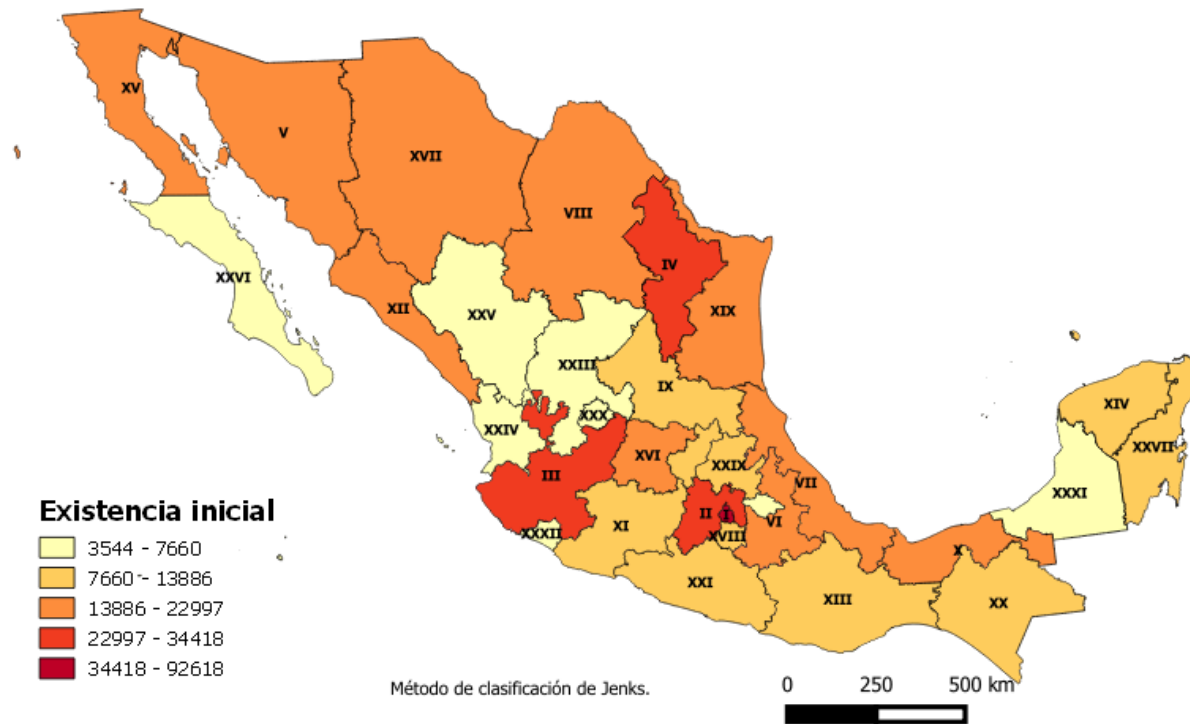 XV
V
XVII
VIII
IV
XXVI
XII
XXV
XIX
XXIII
IX
XXIV
XXX
XIV
III
XVI
XXIX
XXVII
VII
XXXI
II
I
VI
XI
XXXII
XVIII
X
XXI
XIII
XX
Existencia inicial
3544 - 7660
7660 - 13886
13886 - 22997
22997 - 34418
34418 - 92618
Método de clasificación de Jenks.
0 250 500 km